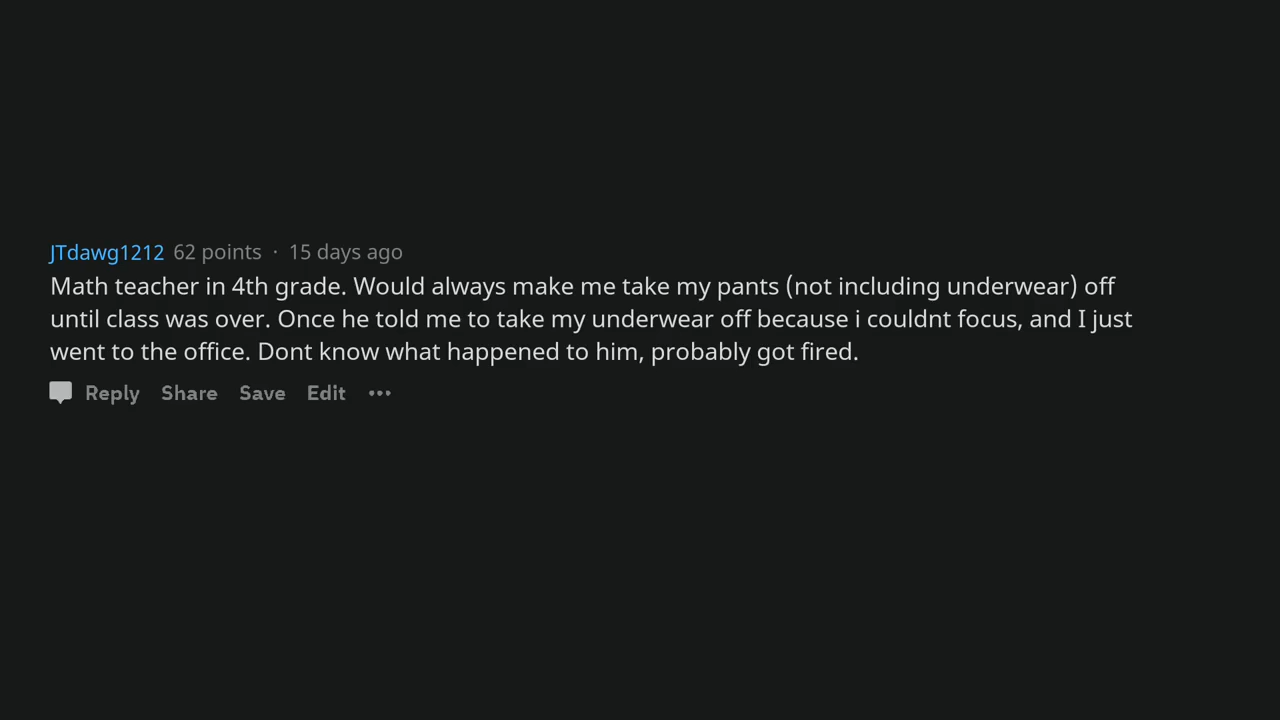 JTdawg1212 62 points · 15 days ago
Math teacher in 4th grade. Would always make me take my pants (not including underwear) off
until class was over. Once he told me to take my underwear off because i couldnt focus, and I just
went to the office. Dont know what happened to him, probably got fired.
Reply Share Save Edit •••